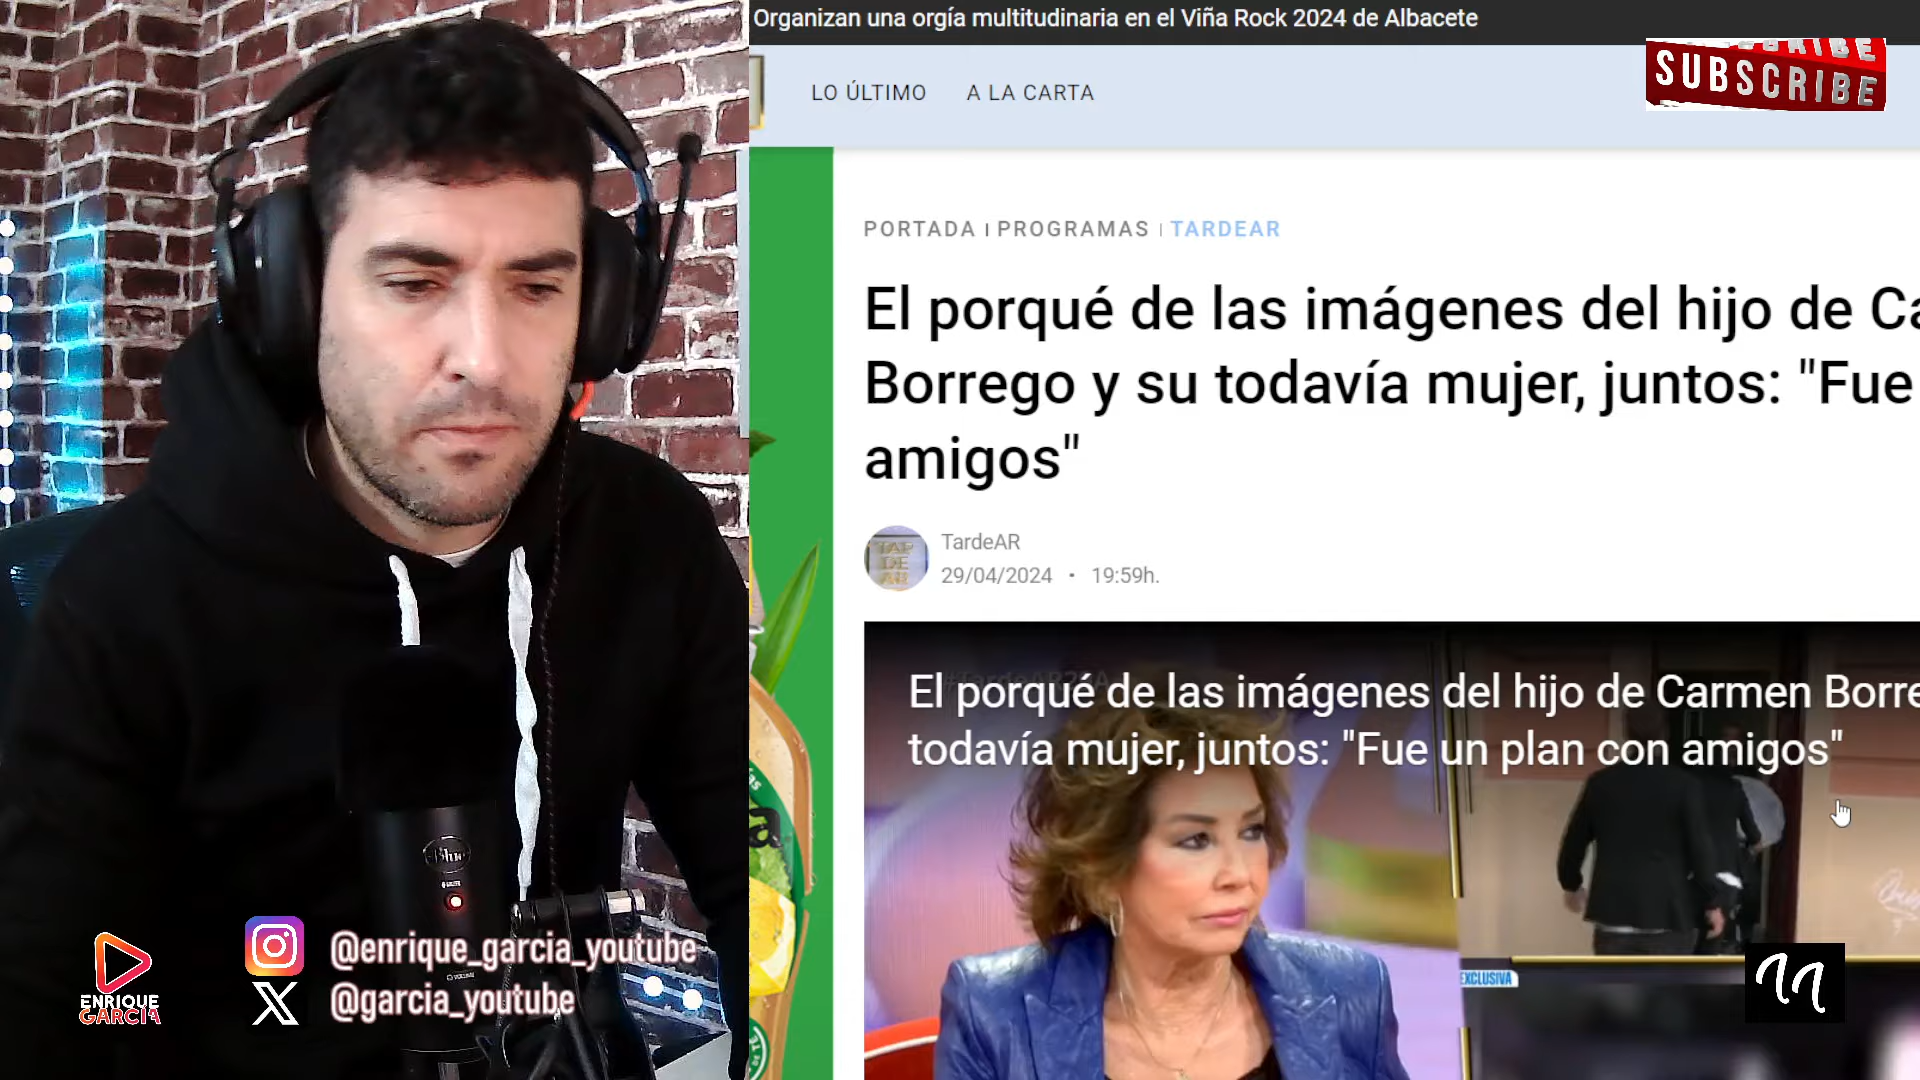 Organizan una orgía multitudinaria en el Viña Rock 2024 de Albacete
SUBSCRIBE
LO ÚLTIMO A LA CARTA
PORTADA | PROGRAMAS | TARDEAR
El porqué de las imágenes del hijo de Ca
Borrego y su todavía mujer, juntos: "Fue
amigos"
TARDEAR
TardeAR
29/04/2024 • 19:59h.
El porqué de las imágenes del hijo de Carmen Borre
todavía mujer, juntos: "Fue un plan con amigos"
EXCLUSIVA
Blue
ENRIQUE
GARCIA
@enrique_garcia_youtube
@garcia_youtube